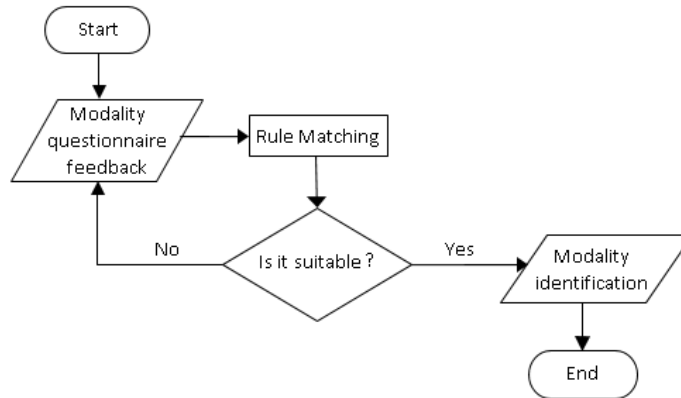 Start
Modality
questionnaire
feedback
Rule Matching
Is it suitable ?
No
Yes
Modality
identification
End